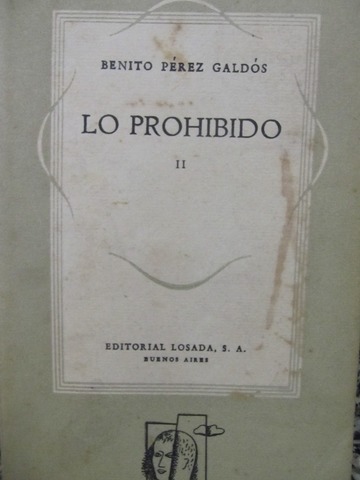 BENITO PÉREZ GALDÓS
LO PROHIBIDO
II
EDITORIAL LOSADA, S. A.
BUENOS AIRES